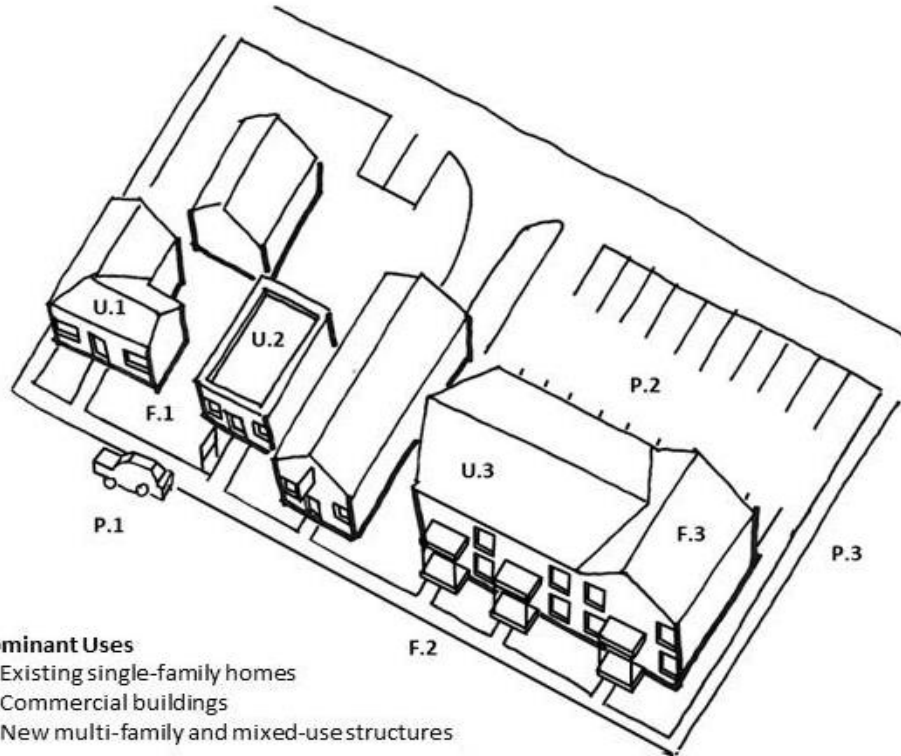 U.1
U.2
F.1
P.2
U.3
P.1
F.3
P.3
F.2
ominant Uses
Existing single-family homes
Commercial buildings
New multi-family and mixed-use structures